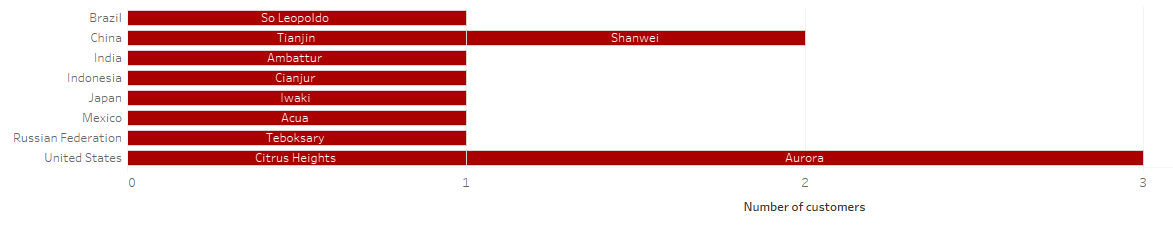 Brazil So Leopoldo
China Tianjin Shanwei
India Ambattur
Indonesia Cianjur
Japan Iwaki
Mexico Acua
Russian Federation Teboksary
United States Citrus Heights Aurora
0 1 2 3
Number of customers